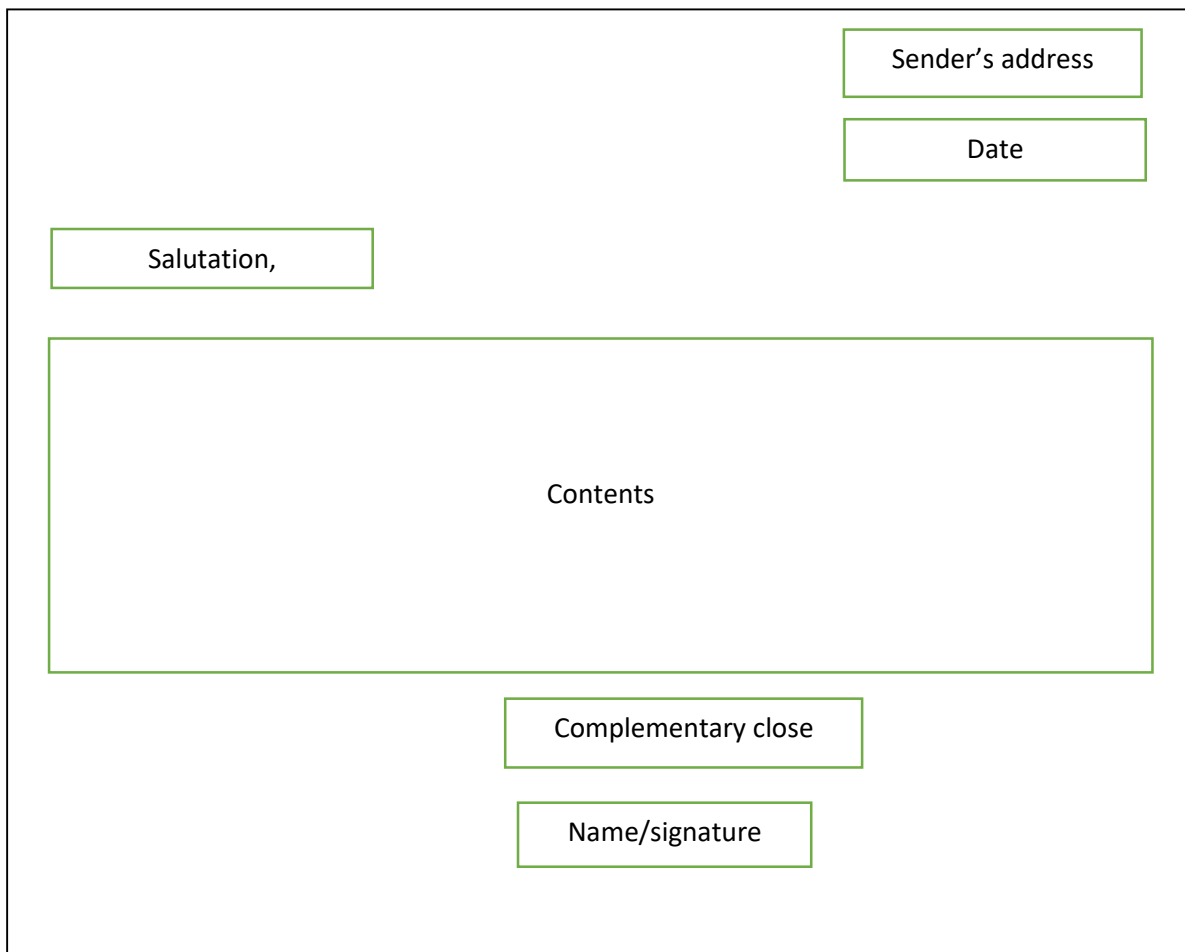 Sender’s address
Date
Salutation,
Contents
Complementary close
Name/signature